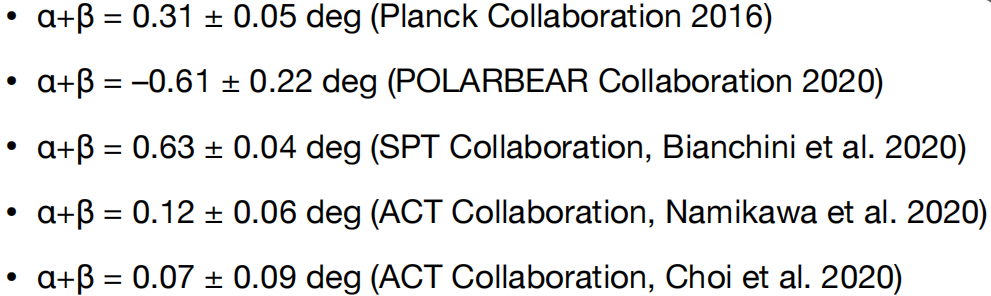 • α+β = 0.31 ± 0.05 deg (Planck Collaboration 2016)
• α+β = –0.61 ± 0.22 deg (POLARBEAR Collaboration 2020)
• α+β = 0.63 ± 0.04 deg (SPT Collaboration, Bianchini et al. 2020)
• α+β = 0.12 ± 0.06 deg (ACT Collaboration, Namikawa et al. 2020)
• α+β = 0.07 ± 0.09 deg (ACT Collaboration, Choi et al. 2020)